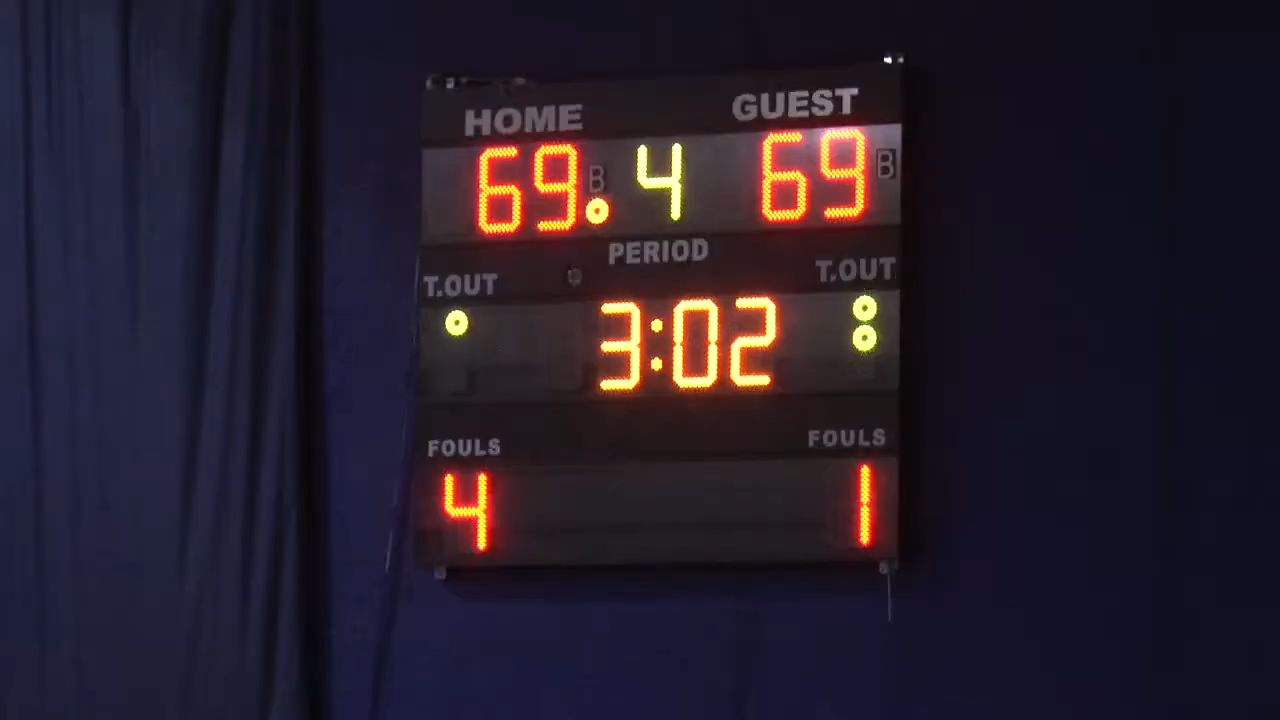 HOME GUEST
69 B 4 69 B
PERIOD
T.OUT T.OUT
3:02
FOULS FOULS
4 1